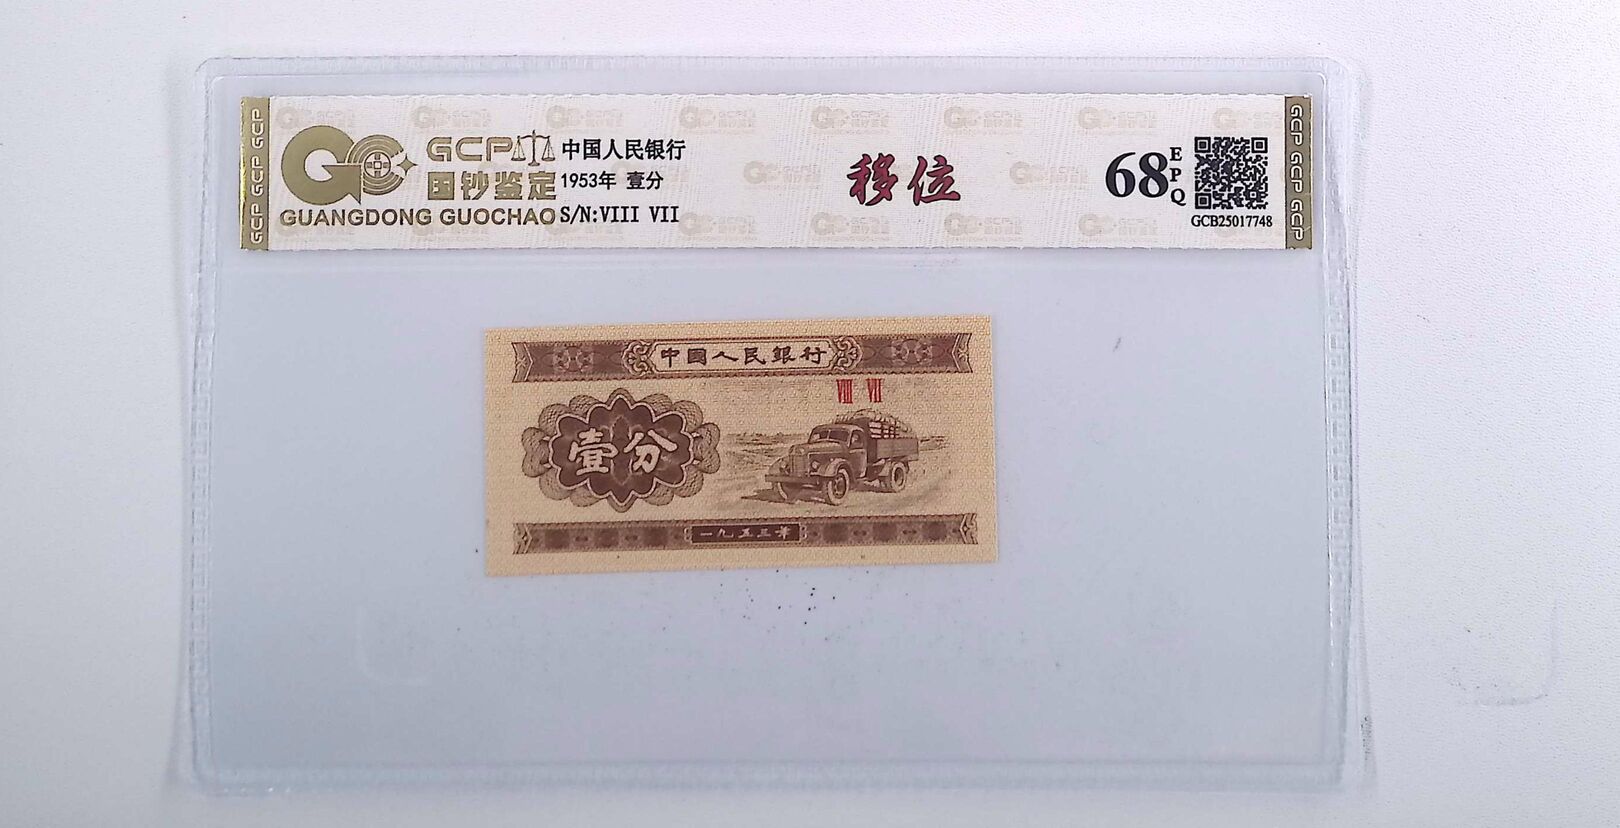 GCP GCP GCP
GCP
国钞鉴定
GUANGDONG GUOCHAO
中国人民银行
1953年 壹分
S/N:VIII VII
移位
68
EPQ
GCB25017748
GCP GCP GCP
中国人民銀行
VIII VII
壹分
一九五三年